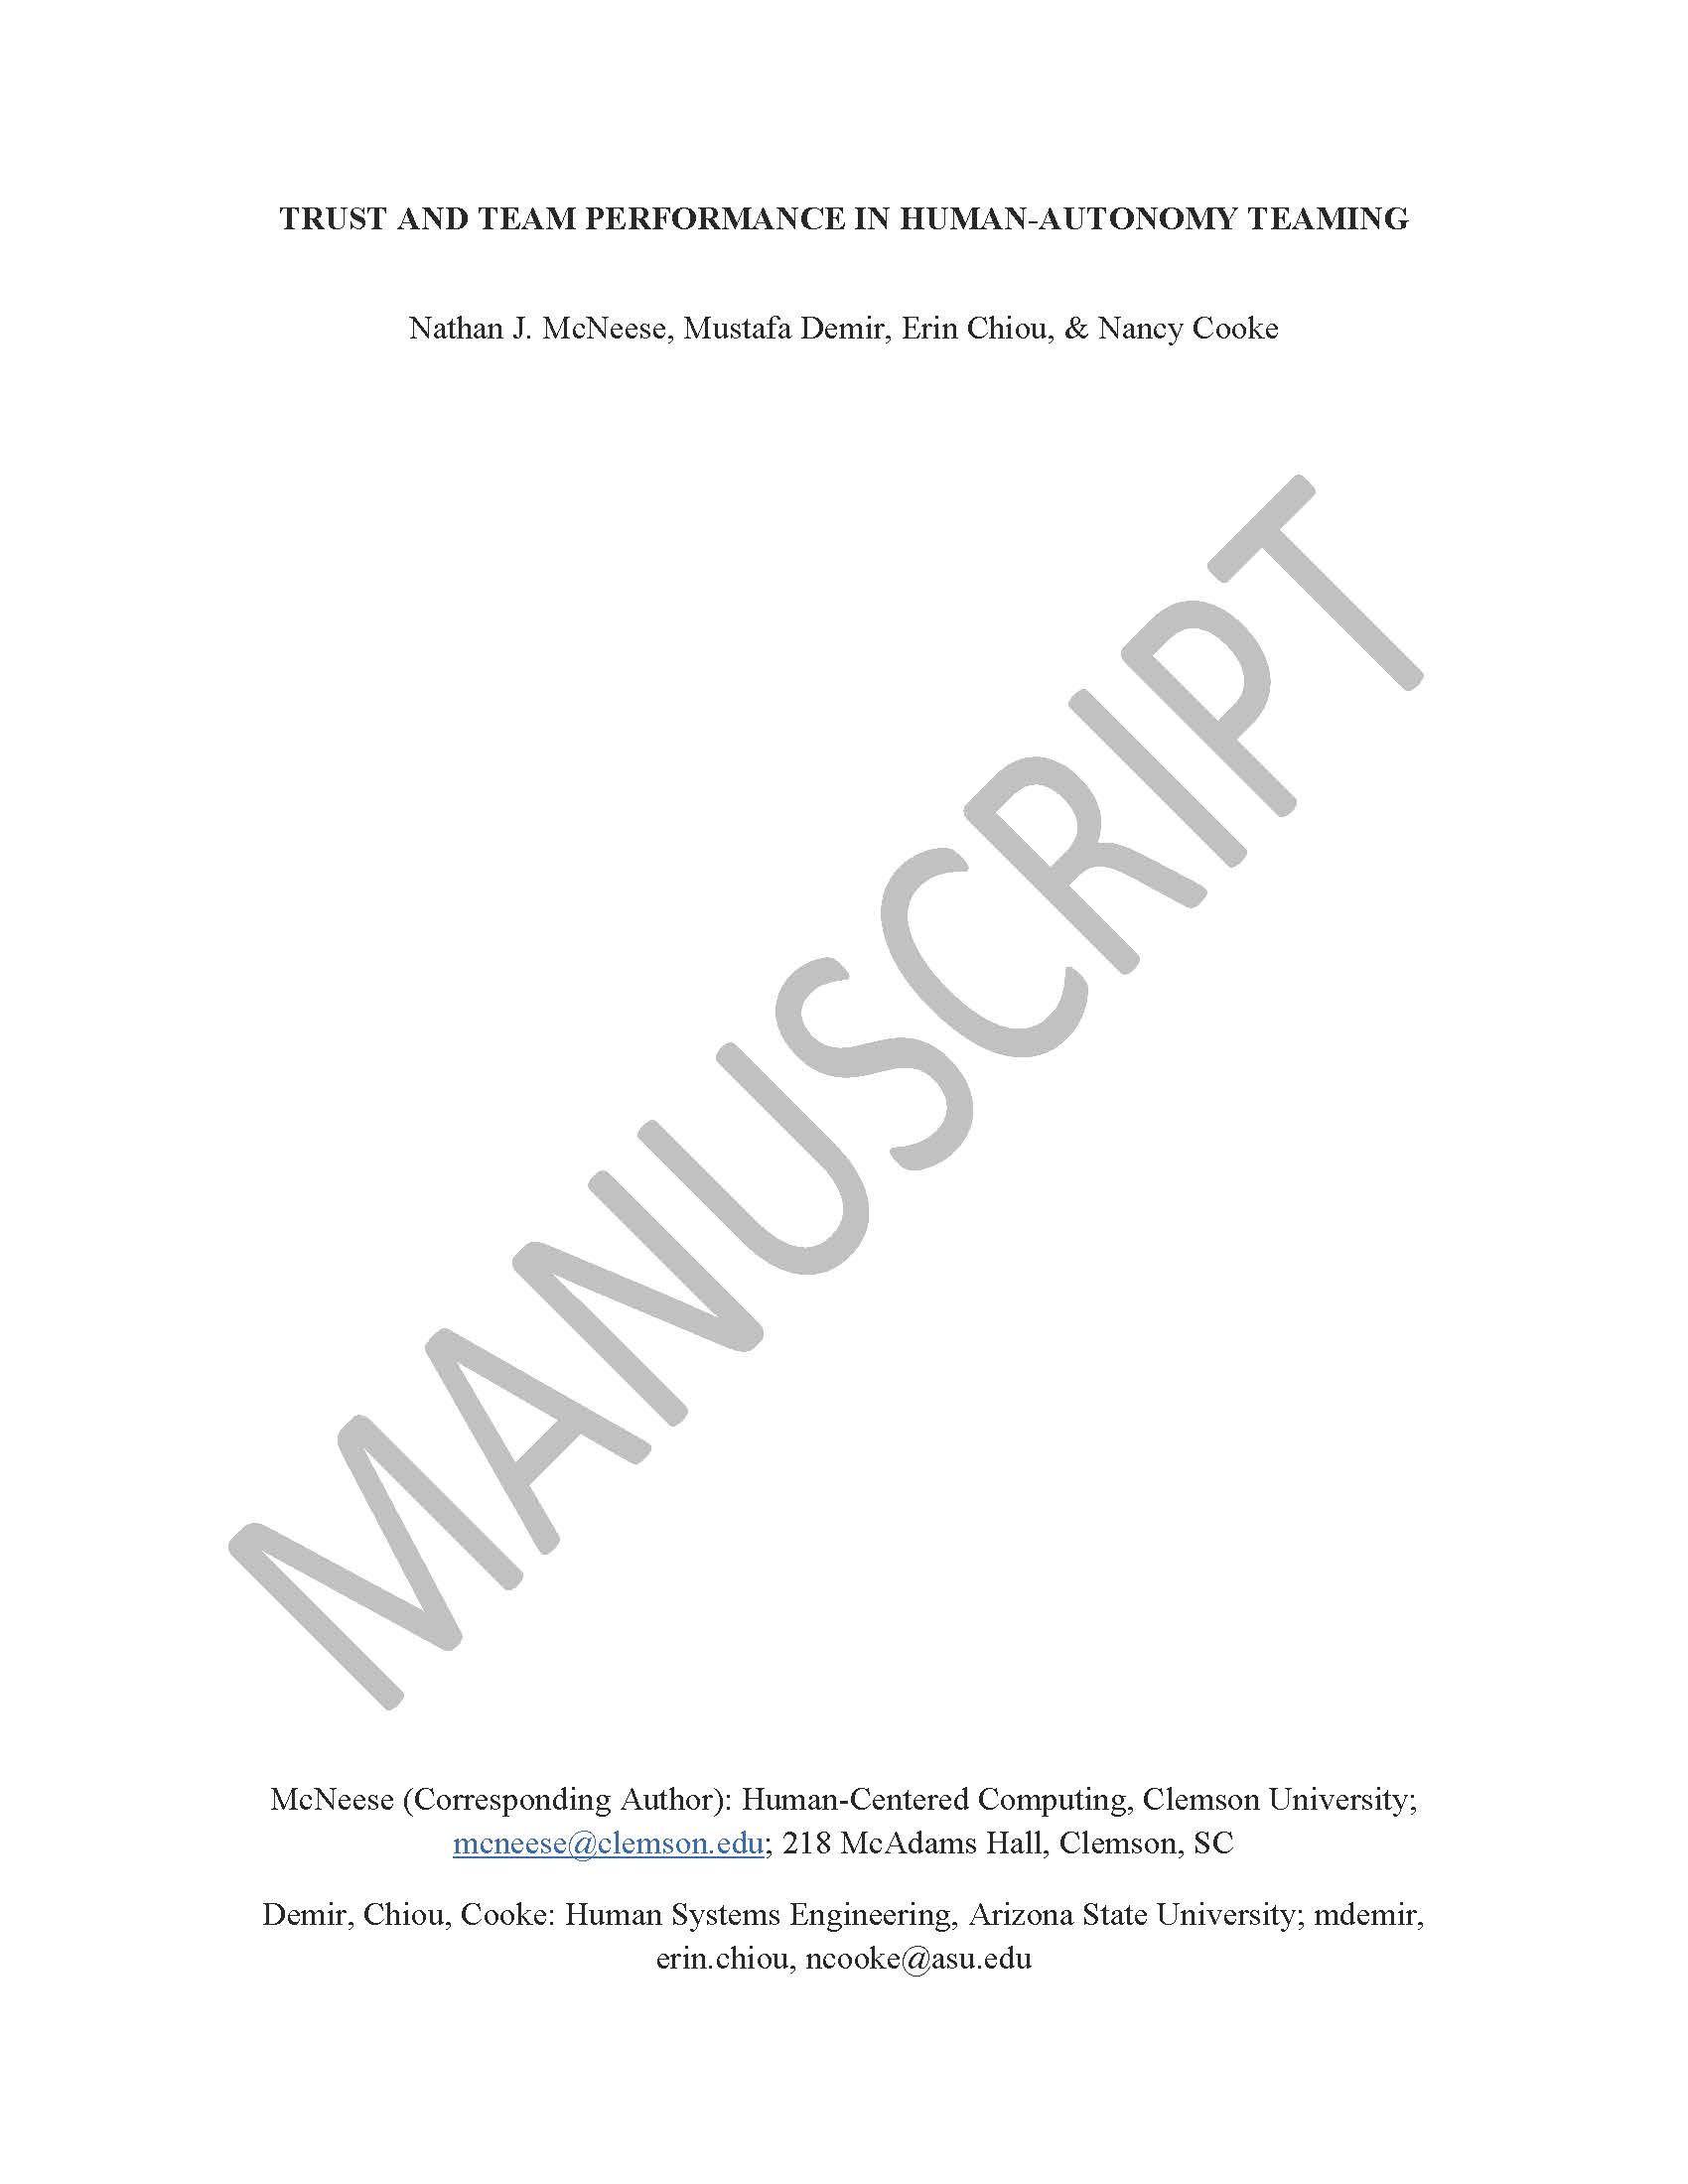 TRUST AND TEAM PERFORMANCE IN HUMAN-AUTONOMY TEAMING
Nathan J. McNeese, Mustafa Demir, Erin Chiou, & Nancy Cooke
MANUSCRIPT
McNeese (Corresponding Author): Human-Centered Computing, Clemson University;
mcneese@clemson.edu; 218 McAdams Hall, Clemson, SC
Demir, Chiou, Cooke: Human Systems Engineering, Arizona State University; mdemir,
erin.chiou, ncooke@asu.edu